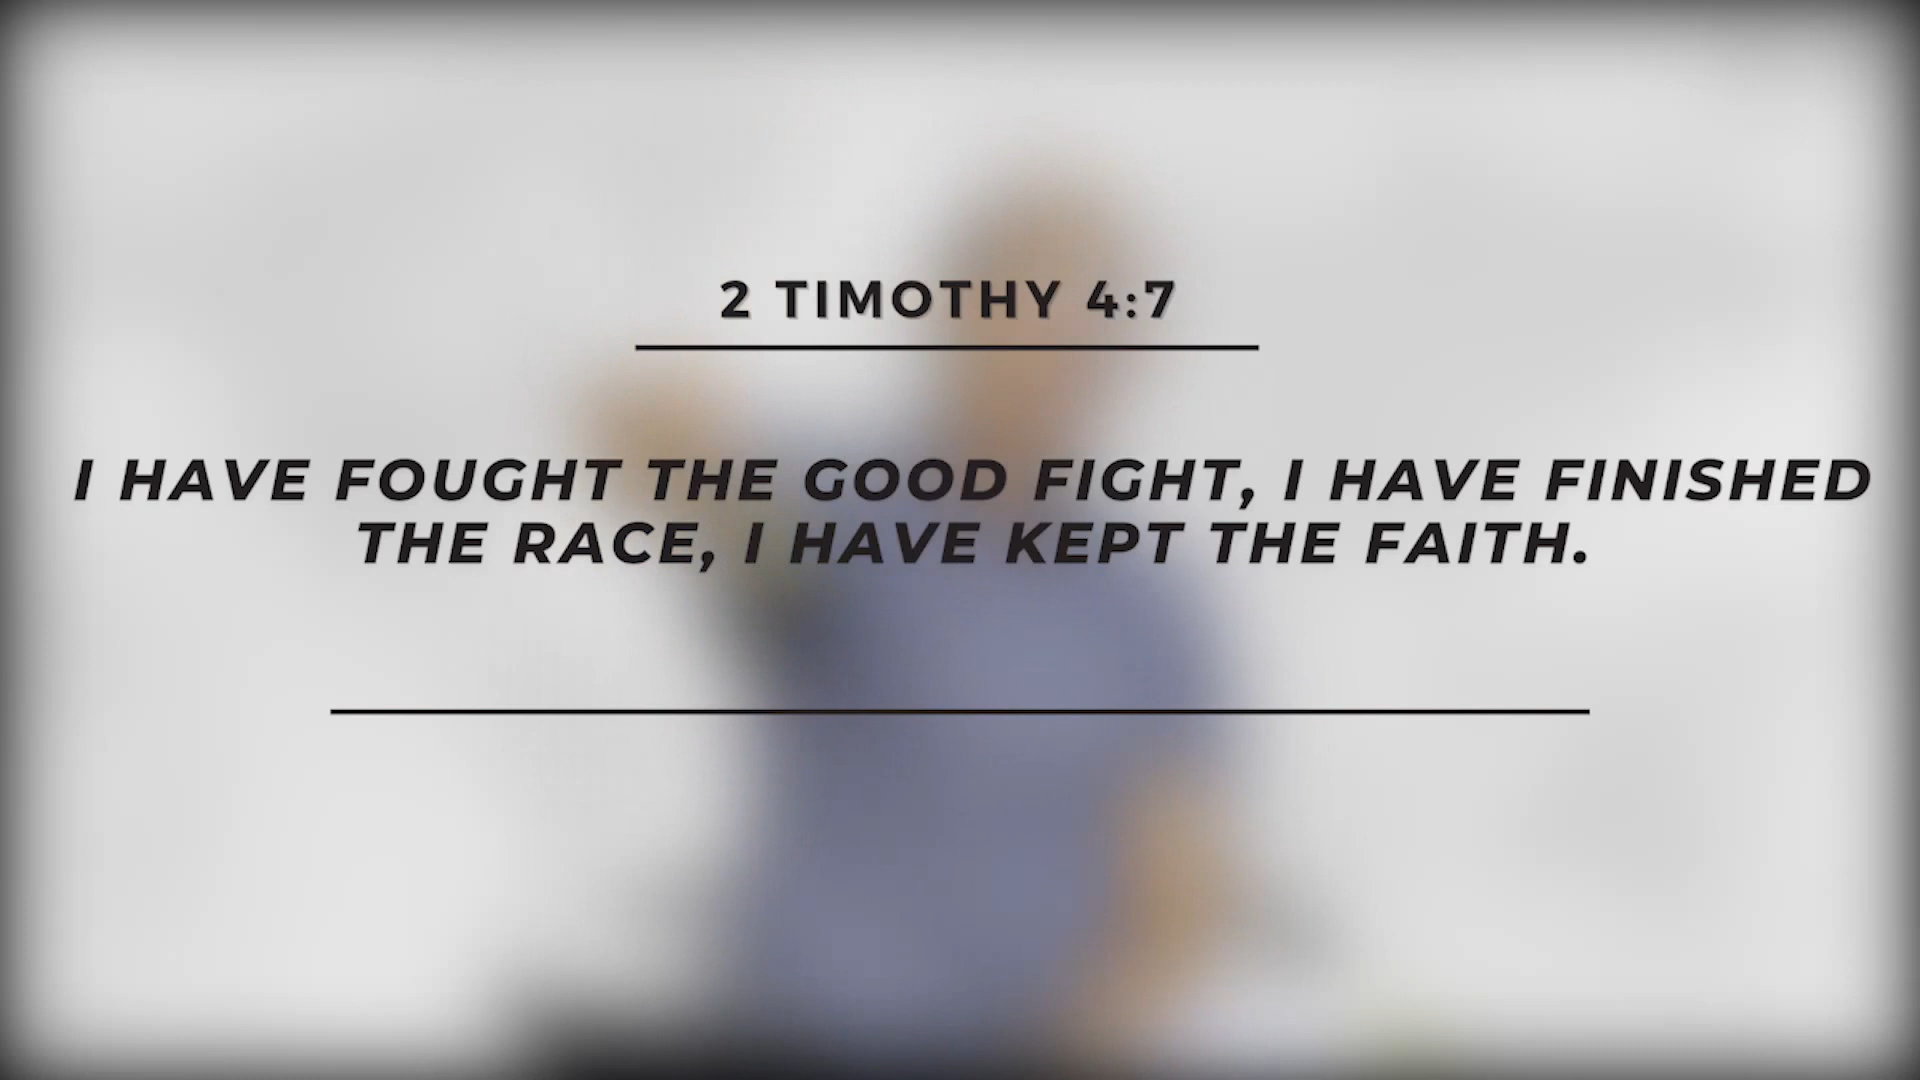 2 TIMOTHY 4:7
I HAVE FOUGHT THE GOOD FIGHT, I HAVE FINISHED
THE RACE, I HAVE KEPT THE FAITH.